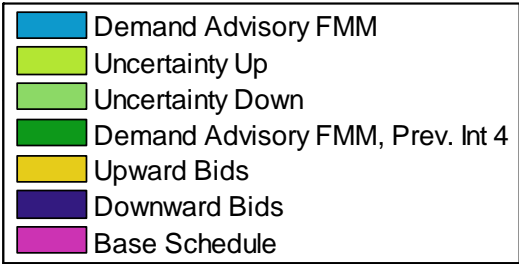 Demand Advisory FMM
Uncertainty Up
Uncertainty Down
Demand Advisory FMM, Prev. Int 4
Upward Bids
Downward Bids
Base Schedule